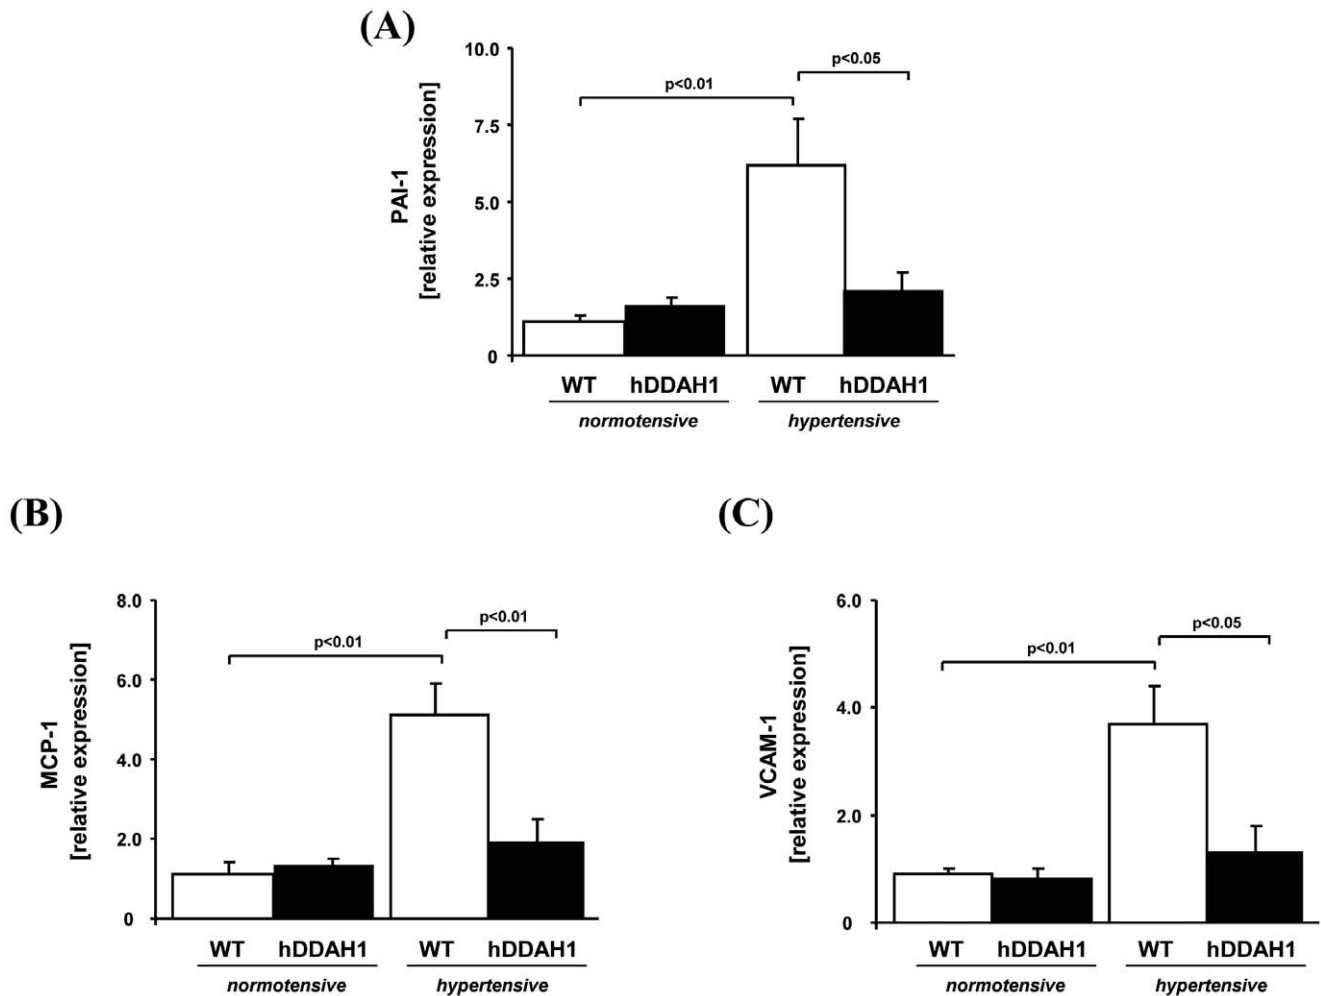 (A)
PAI-1
[relative expression]
10.0
7.5
5.0
2.5
0
p<0.01
p<0.05
WT hDDAH1 WT hDDAH1
normotensive hypertensive
(B)
MCP-1
[relative expression]
8.0
6.0
4.0
2.0
0
p<0.01
p<0.01
WT hDDAH1 WT hDDAH1
normotensive hypertensive
(C)
VCAM-1
[relative expression]
6.0
4.0
2.0
0
p<0.01
p<0.05
WT hDDAH1 WT hDDAH1
normotensive hypertensive